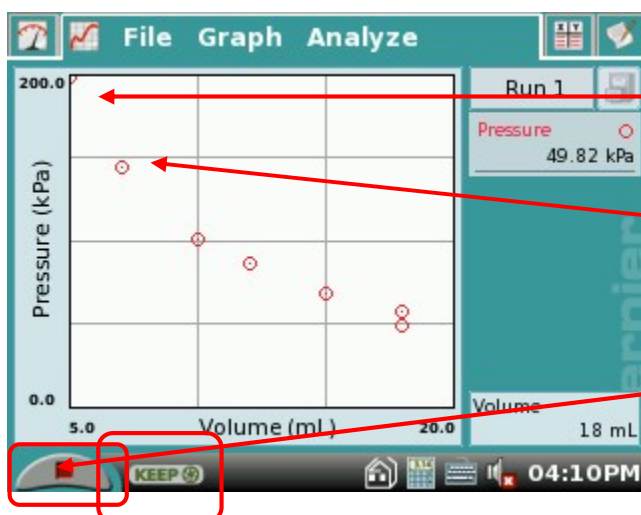 File Graph Analyze
X Y
200.0
Run 1
Pressure
49.82 kPa
Pressure (kPa)
ernier
0.0
5.0
Volume (mL)
20.0
Volume
18 mL
KEEP
04:10PM